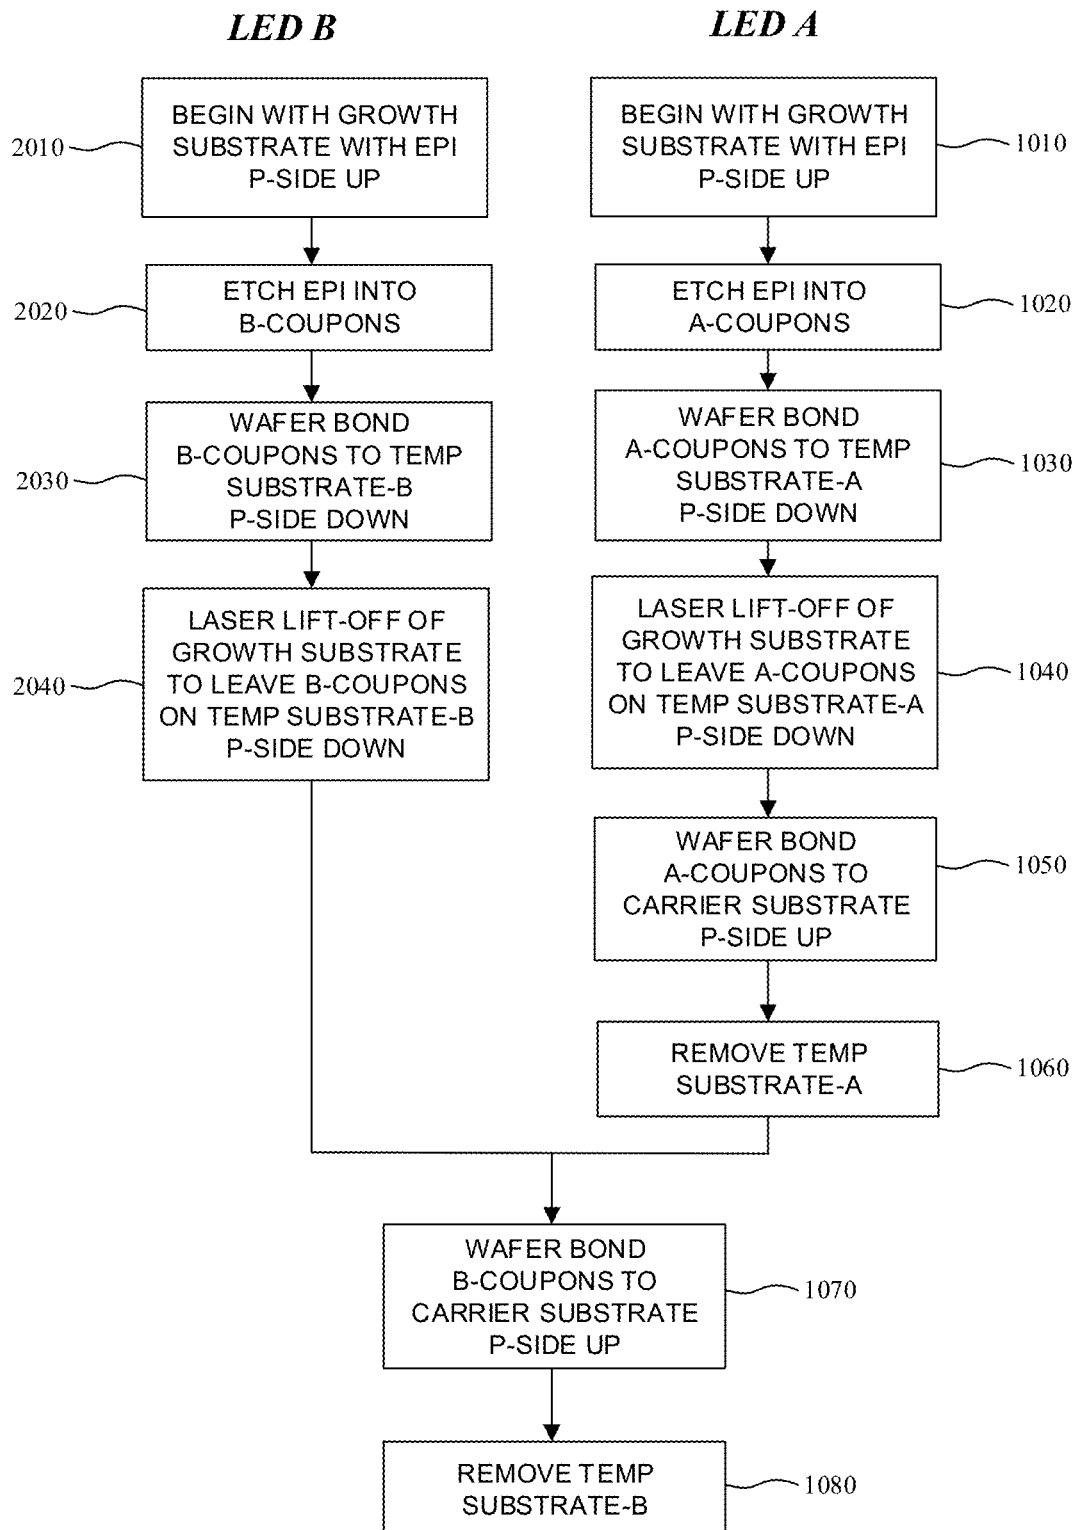 LED B
LED A
BEGIN WITH GROWTH
SUBSTRATE WITH EPI
P-SIDE UP
2010
BEGIN WITH GROWTH
SUBSTRATE WITH EPI
P-SIDE UP
1010
ETCH EPI INTO
B-COUPONS
2020
ETCH EPI INTO
A-COUPONS
1020
WAFER BOND
B-COUPONS TO TEMP
SUBSTRATE-B
P-SIDE DOWN
2030
WAFER BOND
A-COUPONS TO TEMP
SUBSTRATE-A
P-SIDE DOWN
1030
LASER LIFT-OFF OF
GROWTH SUBSTRATE
TO LEAVE B-COUPONS
ON TEMP SUBSTRATE-B
P-SIDE DOWN
2040
LASER LIFT-OFF OF
GROWTH SUBSTRATE
TO LEAVE A-COUPONS
ON TEMP SUBSTRATE-A
P-SIDE DOWN
1040
WAFER BOND
A-COUPONS TO
CARRIER SUBSTRATE
P-SIDE UP
1050
REMOVE TEMP
SUBSTRATE-A
1060
WAFER BOND
B-COUPONS TO
CARRIER SUBSTRATE
P-SIDE UP
1070
REMOVE TEMP
SUBSTRATE-B
1080